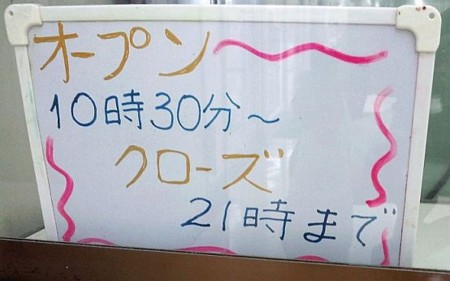 オープン
10時30分～
クローズ
21時まで